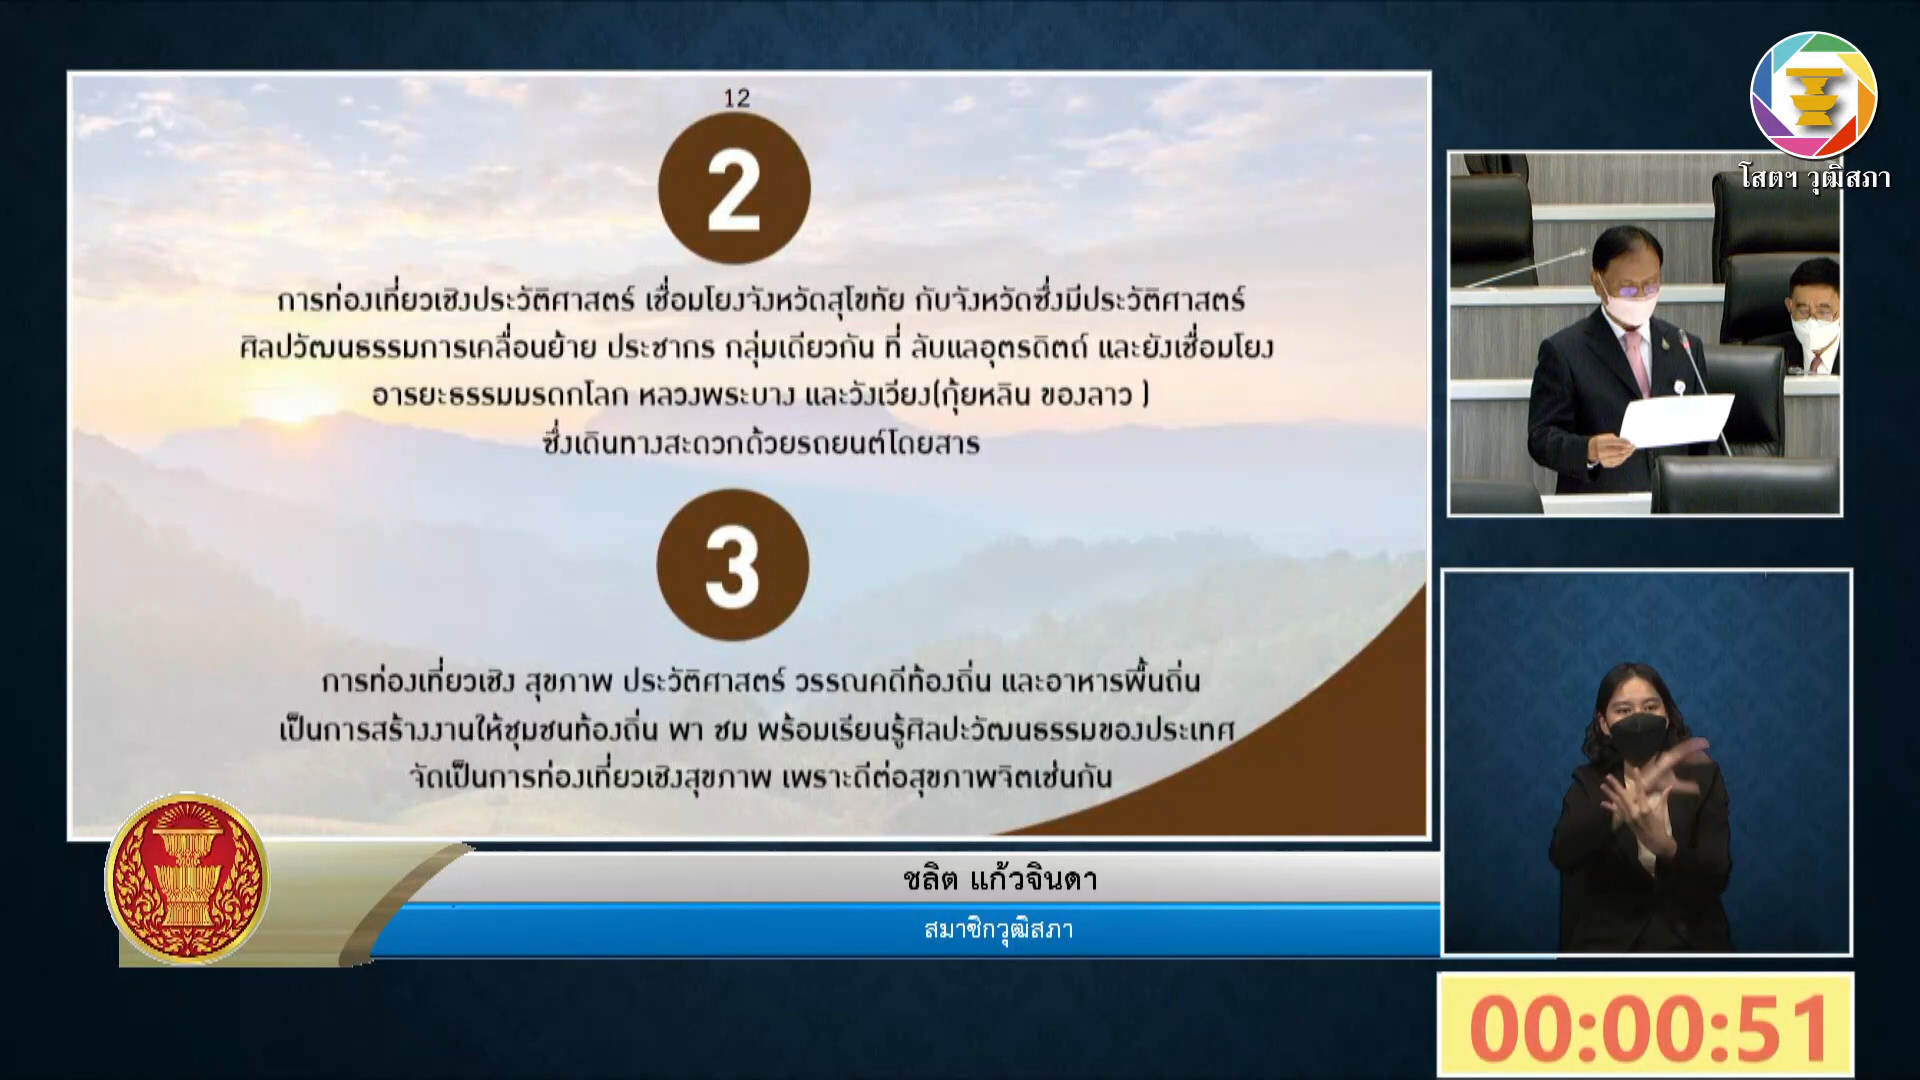 12
2
การท่องเที่ยวเชิงประวัติศาสตร์ เชื่อมโยงจังหวัดสุโขทัย กับจังหวัดซึ่งมีประวัติศาสตร์
ศิลปวัฒนธรรมการเคลื่อนย้าย ประชากร กลุ่มเดียวกัน ที่ ลับแลอุตรดิตถ์ และยังเชื่อมโยง
อารยะธรรมมรดกโลก หลวงพระบาง และวังเวียง(กุ้ยหลิน ของลาว )
ซึ่งเดินทางสะดวกด้วยรถยนต์โดยสาร
3
การท่องเที่ยวเชิง สุขภาพ ประวัติศาสตร์ วรรณคดีท้องถิ่น และอาหารพื้นถิ่น
เป็นการสร้างงานให้ชุมชนท้องถิ่น พา ชม พร้อมเรียนรู้ศิลปะวัฒนธรรมของประเทศ
จัดเป็นการท่องเที่ยวเชิงสุขภาพ เพราะดีต่อสุขภาพจิตเช่นกัน
โสตฯ วุฒิสภา
ชลิต แก้วจินดา
สมาชิกวุฒิสภา
00:00:51